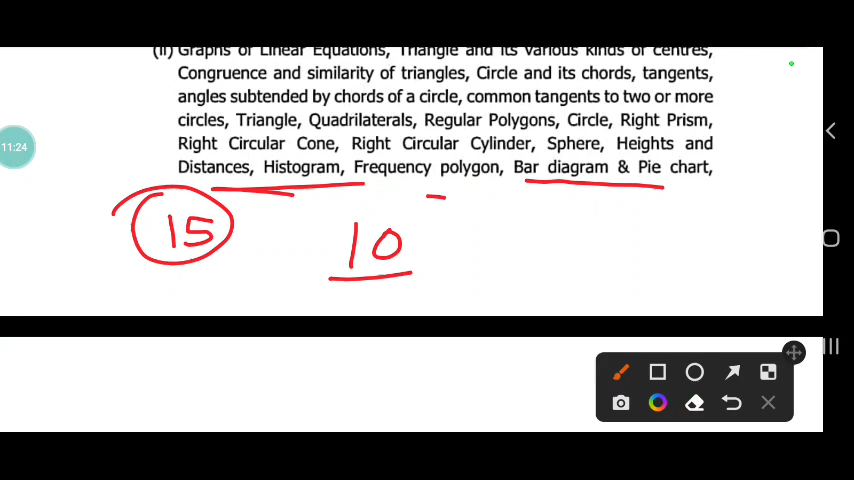 (ii) Graphs of Linear Equations, Triangle and its various kinds of centres,
Congruence and similarity of triangles, Circle and its chords, tangents,
angles subtended by chords of a circle, common tangents to two or more
circles, Triangle, Quadrilaterals, Regular Polygons, Circle, Right Prism,
Right Circular Cone, Right Circular Cylinder, Sphere, Heights and
Distances, Histogram, Frequency polygon, Bar diagram & Pie chart,
11:24
15 10